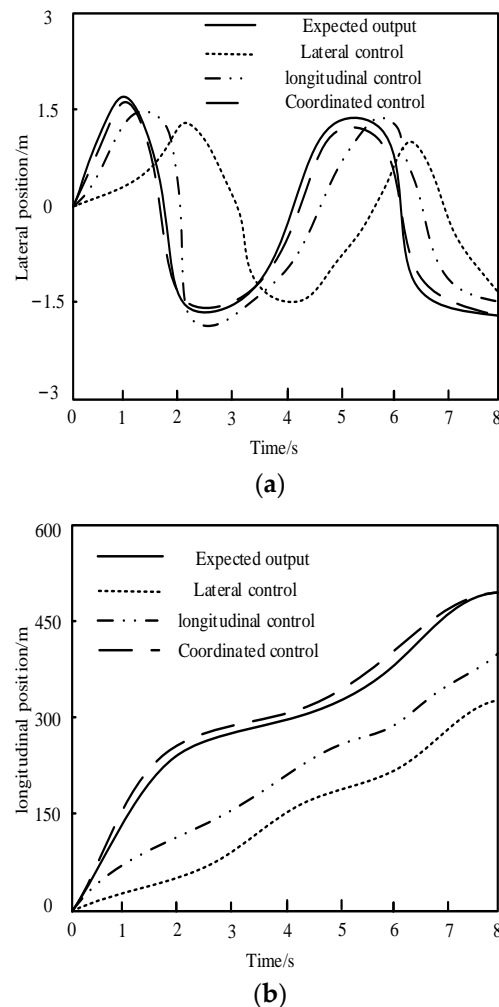 3
1.5
0
−1.5
−3
Lateral position/m
Expected output
Lateral control
longitudinal control
Coordinated control
0 1 2 3 4 5 6 7 8
Time/s
(a)
600
450
300
150
0
longitudinal position/m
Expected output
Lateral control
longitudinal control
Coordinated control
0 1 2 3 4 5 6 7 8
Time/s
(b)